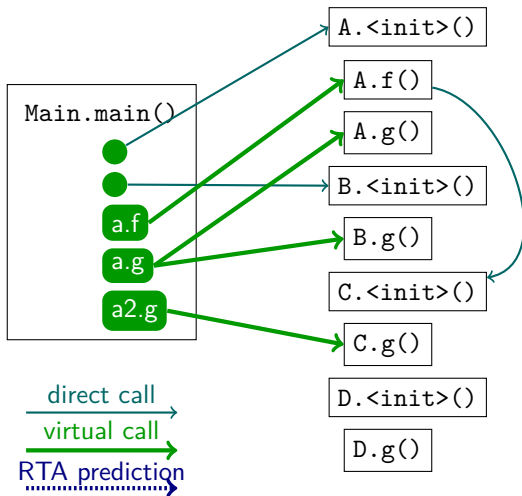 A.<init>()
A.f()
Main.main()
A.g()
B.<init>()
a.f
B.g()
a.g
C.<init>()
a2.g
C.g()
direct call
D.<init>()
virtual call
D.g()
RTA prediction